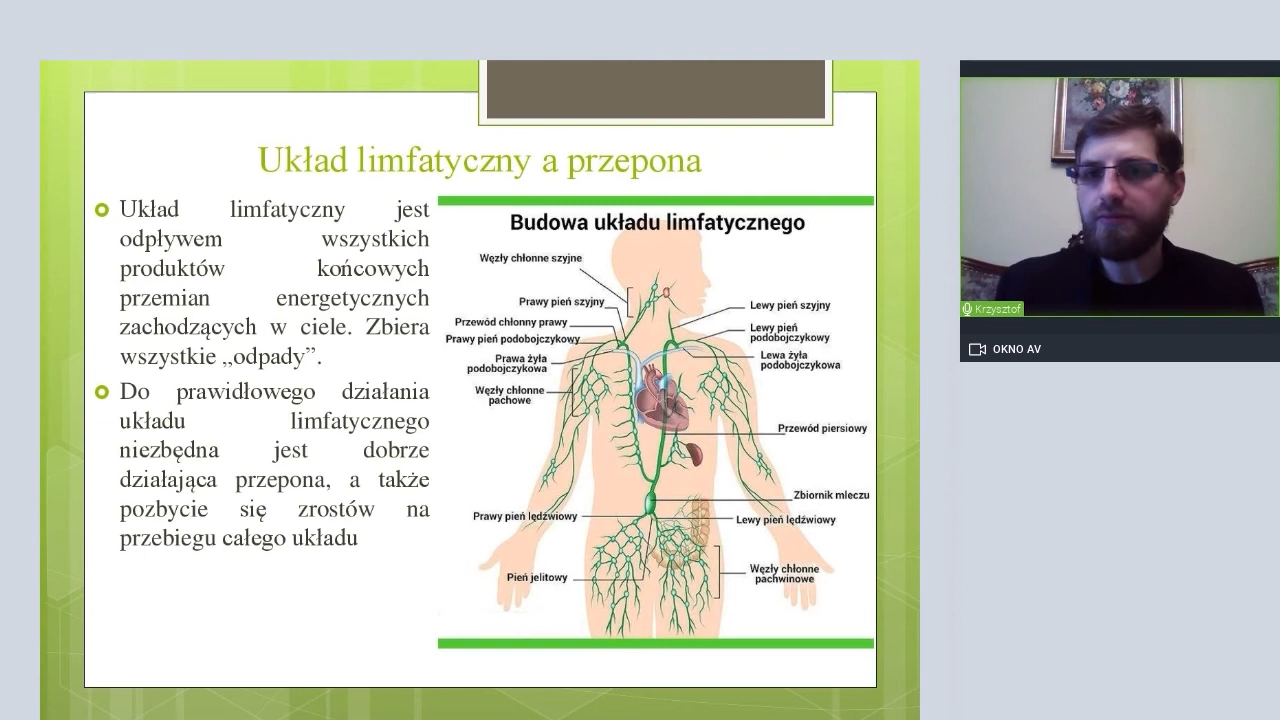 Układ limfatyczny a przepona
Układ limfatyczny jest
odpływem wszystkich
produktów końcowych
przemian energetycznych
zachodzących w ciele. Zbiera
wszystkie „odpady”.
Do prawidłowego działania
układu limfatycznego
niezbędna jest dobrze
działająca przepona, a także
pozbycie się zrostów na
przebiegu całego układu
Budowa układu limfatycznego
Węzły chłonne szyjne
Prawy pień szyjny
Przewód chłonny prawy
Prawy pień podobojczykowy
Prawa żyła
podobojczykowa
Węzły chłonne
pachowe
Prawy pień lędźwiowy
Pień jelitowy
Lewy pień szyjny
Lewy pień
podobojczykowy
Lewa żyła
podobojczykowa
Przewód piersiowy
Zbiornik mleczu
Lewy pień lędźwiowy
Węzły chłonne
pachwinowe
Krzysztof
OKNO AV